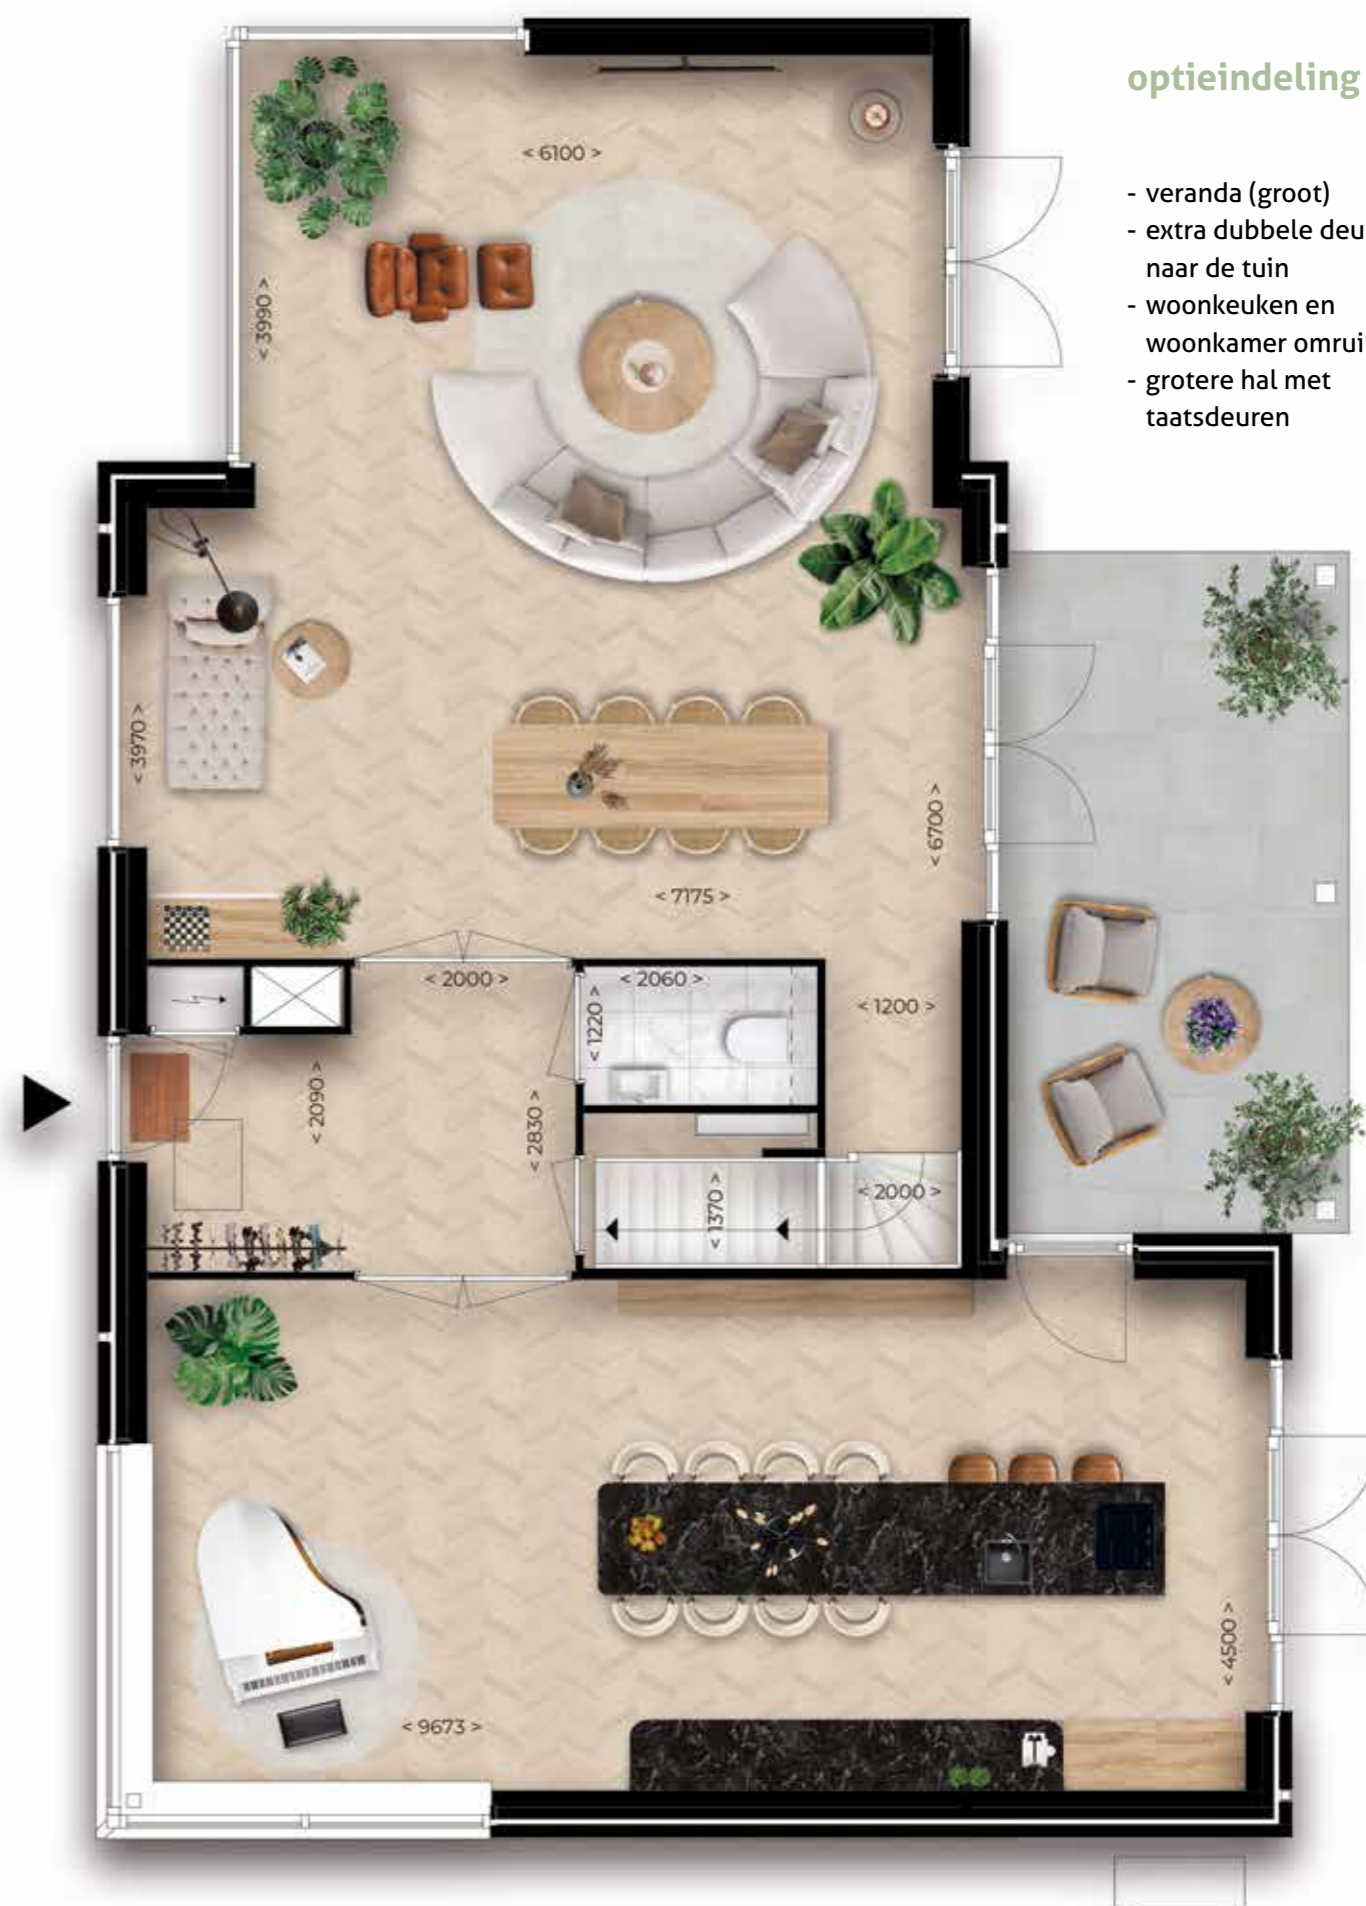 optieindeling
- veranda (groot)
- extra dubbele deu
naar de tuin
- woonkeuken en
woonkamer omrui
- grotere hal met
taatsdeuren
< 6100 >
< 3990 >
< 3970 >
< 6700 >
< 7175 >
< 2000 >
< 2060 >
< 1220 >
< 1200 >
< 2090 >
< 2830 >
< 1370 >
< 2000 >
< 4500 >
< 9673 >